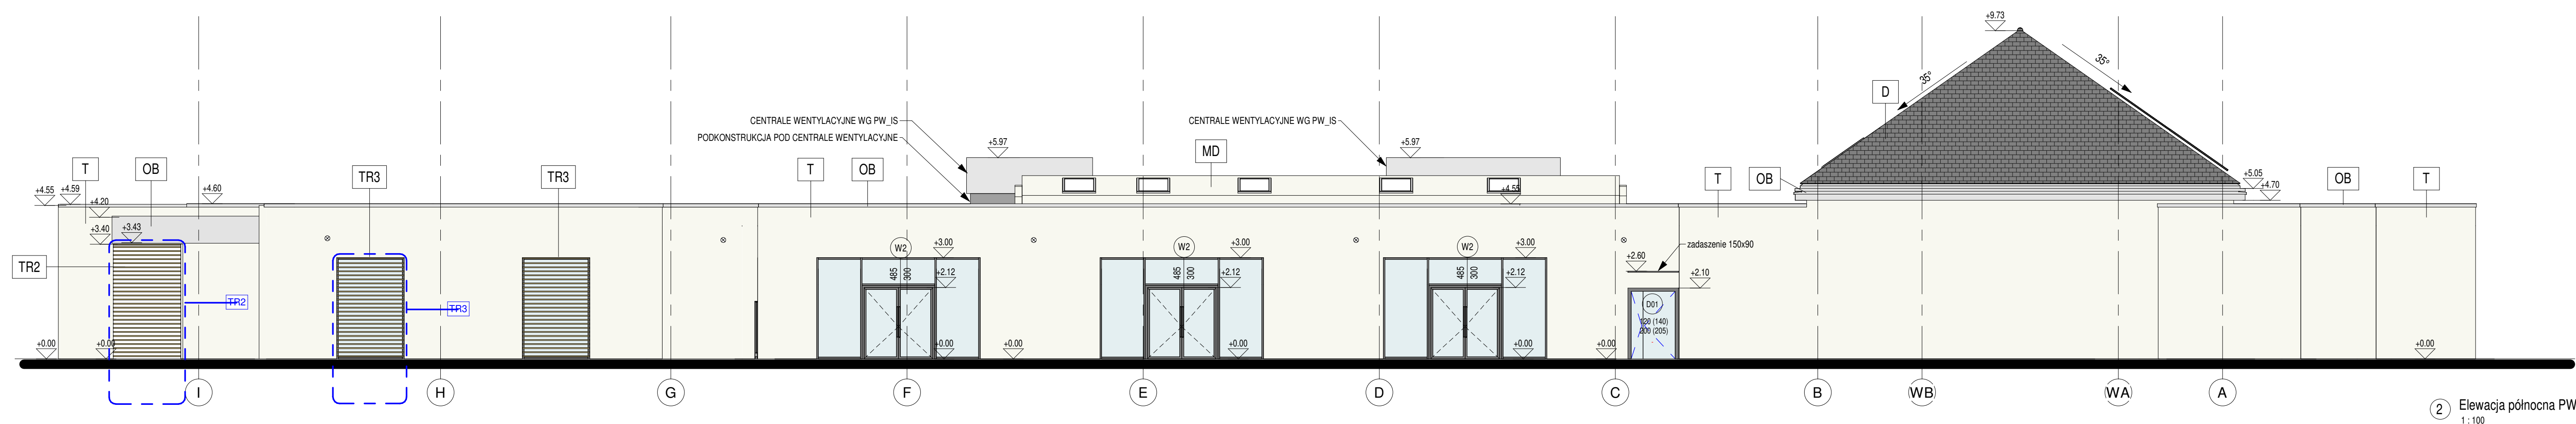 +9.73
35°
35°
D
CENTRALE WENTYLACYJNE WG PW_IS
CENTRALE WENTYLACYJNE WG PW_IS
PODKONSTRUKCJA POD CENTRALE WENTYLACYJNE
+5.97
+5.97
MD
T
OB
TR3
TR3
T
OB
T
OB
OB
T
+4.55
+4.59
+4.60
+4.55
+5.05
+4.70
+4.20
+3.40
+3.43
TR2
TR2
TR3
W2
+3.00
W2
+3.00
W2
+3.00
485
300
+2.12
485
300
+2.12
485
300
+2.12
zadaszenie 150x90
+2.60
+2.10
D01
120 (140)
200 (205)
+0.00
+0.00
+0.00
+0.00
+0.00
+0.00
+0.00
+0.00
I
H
G
F
E
D
C
B
WB
WA
A
2
Elewacja północna PW
1 : 100